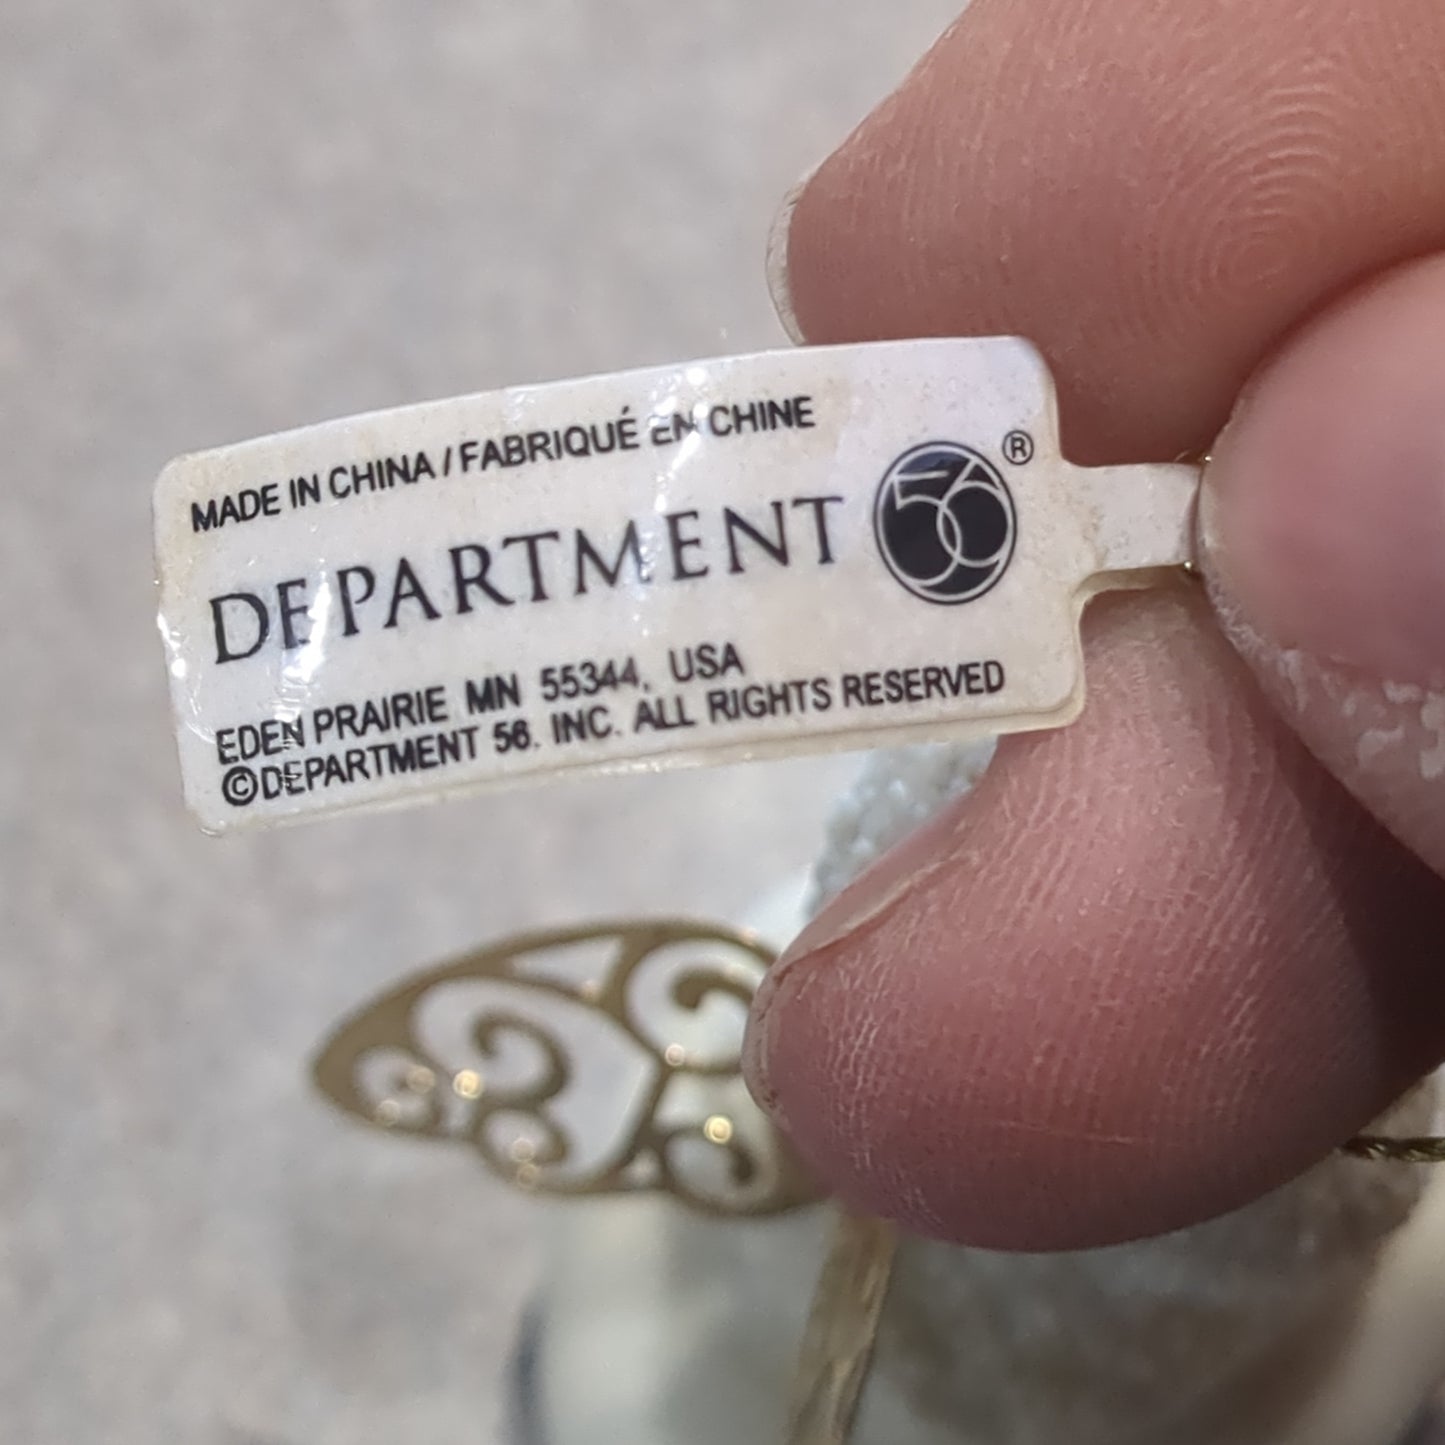 MADE IN CHINA / FABRIQUÉ EN CHINE
DEPARTMENT 56 ®
EDEN PRAIRIE MN 55344, USA
©DEPARTMENT 56. INC. ALL RIGHTS RESERVED